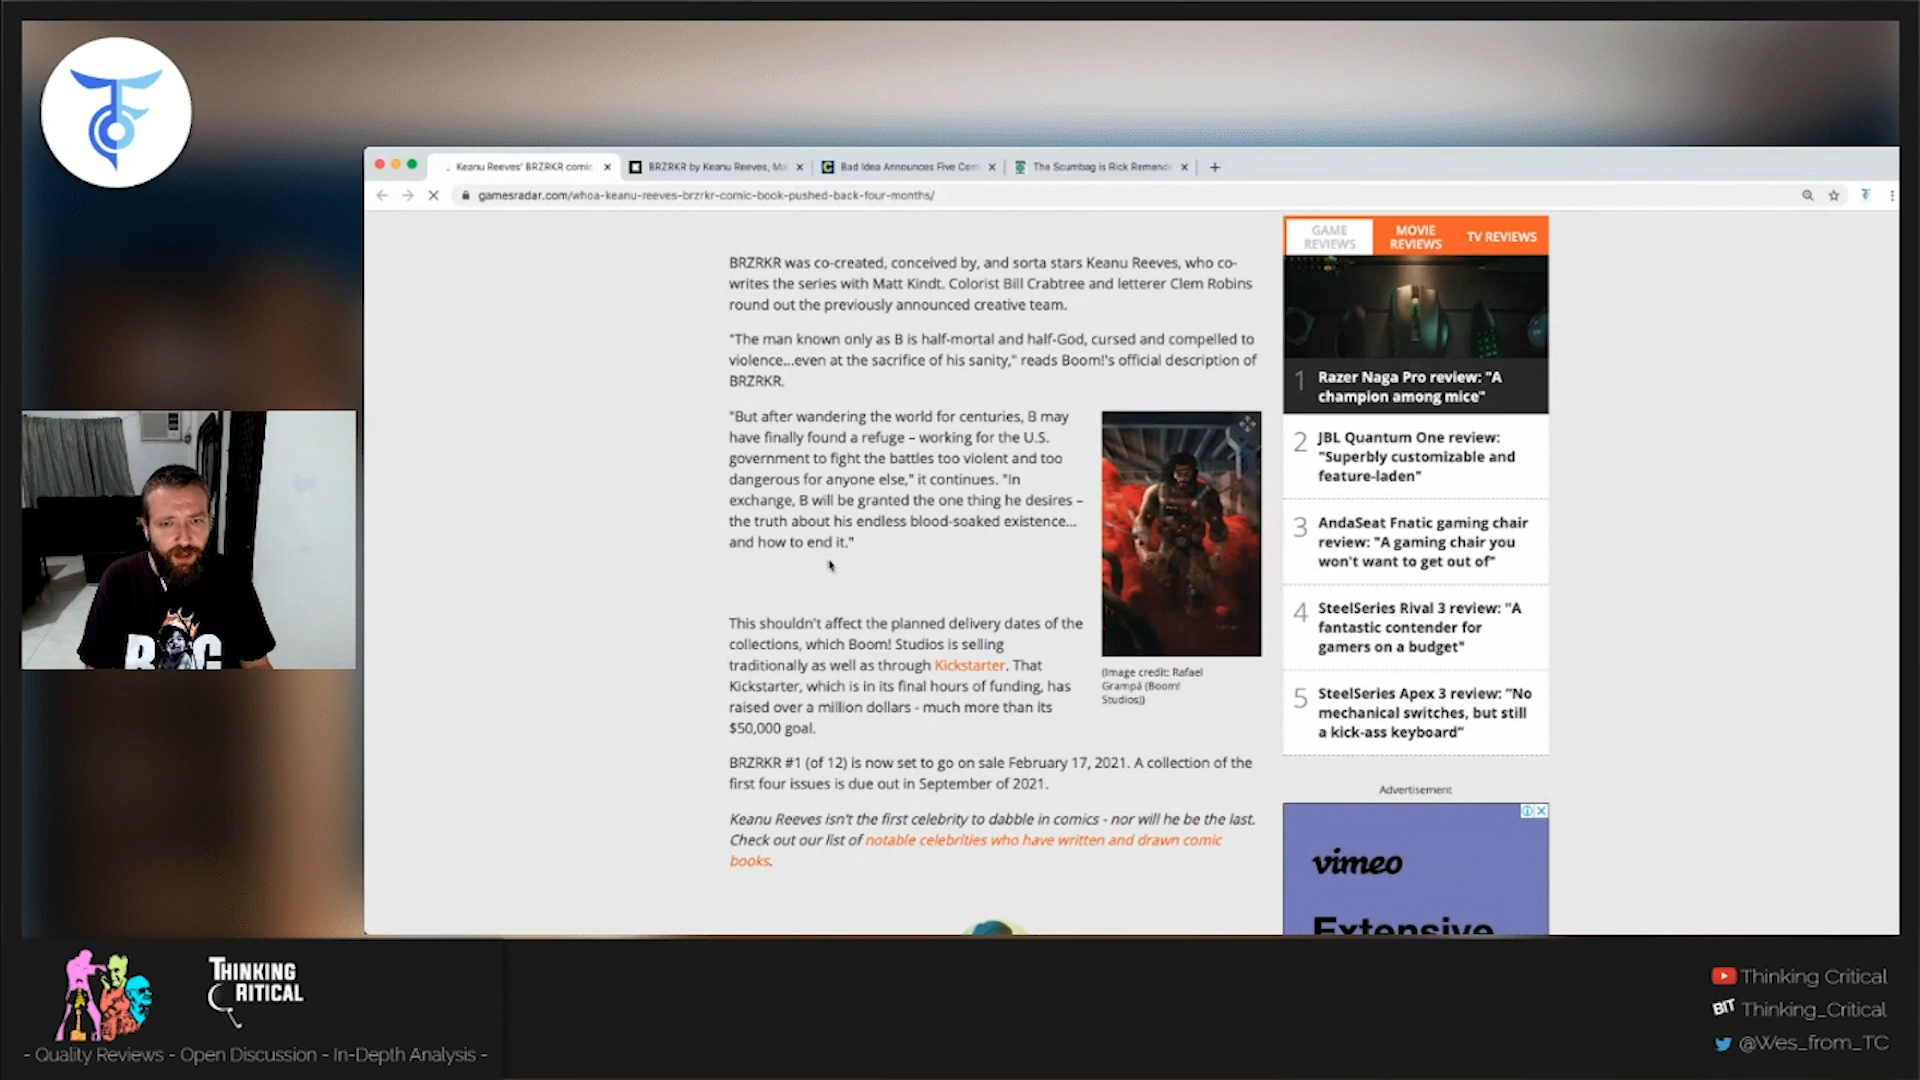 Keanu Reeves' BRZRKR comic
BRZRKR by Keanu Reeves, Ma
Bad Idea Announces Five Com
The Scumbag is Rick Remende
gamesradar.com/whoa-keanu-reeves-brzrkr-comic-book-pushed-back-four-months/
BRZRKR was co-created, conceived by, and sorta stars Keanu Reeves, who co-
writes the series with Matt Kindt. Colorist Bill Crabtree and letterer Clem Robins
round out the previously announced creative team.
"The man known only as B is half-mortal and half-God, cursed and compelled to
violence...even at the sacrifice of his sanity," reads Boom!'s official description of
BRZRKR.
"But after wandering the world for centuries, B may
have finally found a refuge – working for the U.S.
government to fight the battles too violent and too
dangerous for anyone else," it continues. "In
exchange, B will be granted the one thing he desires –
the truth about his endless blood-soaked existence...
and how to end it."
(Image credit: Rafael
Grampá (Boom!
Studios))
This shouldn't affect the planned delivery dates of the
collections, which Boom! Studios is selling
traditionally as well as through Kickstarter. That
Kickstarter, which is in its final hours of funding, has
raised over a million dollars - much more than its
$50,000 goal.
BRZRKR #1 (of 12) is now set to go on sale February 17, 2021. A collection of the
first four issues is due out in September of 2021.
Keanu Reeves isn't the first celebrity to dabble in comics - nor will he be the last.
Check out our list of notable celebrities who have written and drawn comic
books.
GAME
REVIEWS
MOVIE
REVIEWS
TV REVIEWS
1 Razer Naga Pro review: "A
champion among mice"
2 JBL Quantum One review:
"Superbly customizable and
feature-laden"
3 AndaSeat Fnatic gaming chair
review: "A gaming chair you
won't want to get out of"
4 SteelSeries Rival 3 review: "A
fantastic contender for
gamers on a budget"
5 SteelSeries Apex 3 review: "No
mechanical switches, but still
a kick-ass keyboard"
Advertisement
vimeo
Extensive
THINKING
CRITICAL
- Quality Reviews - Open Discussion - In-Depth Analysis -
Thinking Critical
BIT Thinking_Critical
@Wes_from_TC